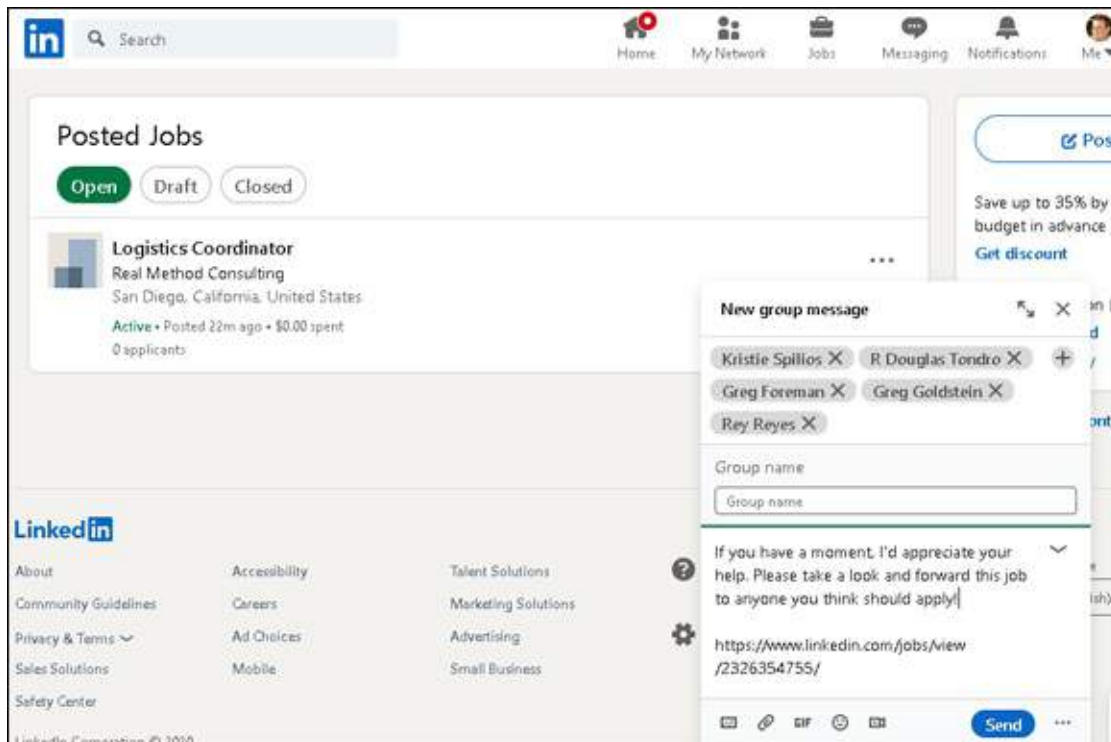 in
Search
Home
My Network
Jobs
Messaging
Notifications
Me
Posted Jobs
Open
Draft
Closed
Logistics Coordinator
Real Method Consulting
San Diego, California, United States
Active • Posted 22m ago • $0.00 spent
0 applicants
Pos
Save up to 35% by
budget in advance
Get discount
New group message
Kristie Spilios
R Douglas Tondro
Greg Foreman
Greg Goldstein
Rey Reyes
Group name
Group name
If you have a moment, I'd appreciate your
help. Please take a look and forward this job
to anyone you think should apply!
https://www.linkedin.com/jobs/view
/2326354755/
GIF
Send
Linked in
About
Accessibility
Talent Solutions
Community Guidelines
Careers
Marketing Solutions
Privacy & Terms
Ad Choices
Advertising
Sales Solutions
Mobile
Small Business
Safety Center
LinkedIn Corporation ©